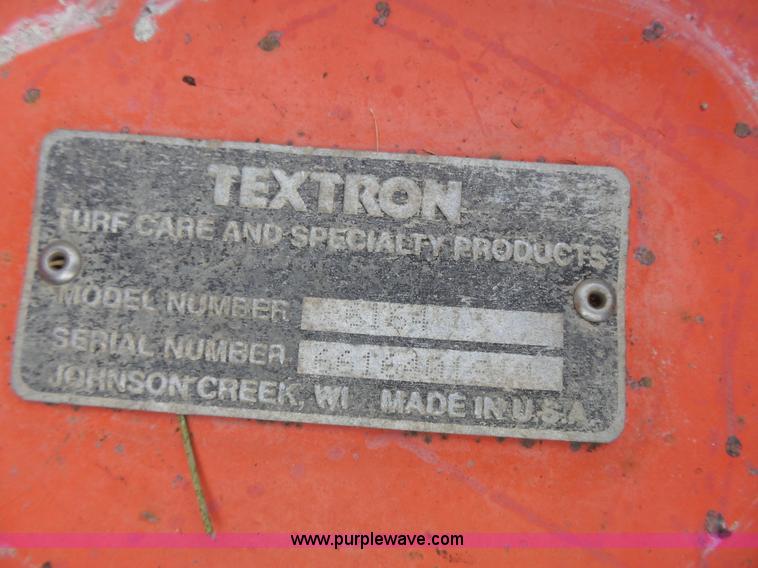 TEXTRON
TURF CARE AND SPECIALTY PRODUCTS
MODEL NUMBER
SERIAL NUMBER
JOHNSON CREEK, WI MADE IN U.S.A
www.purplewave.com